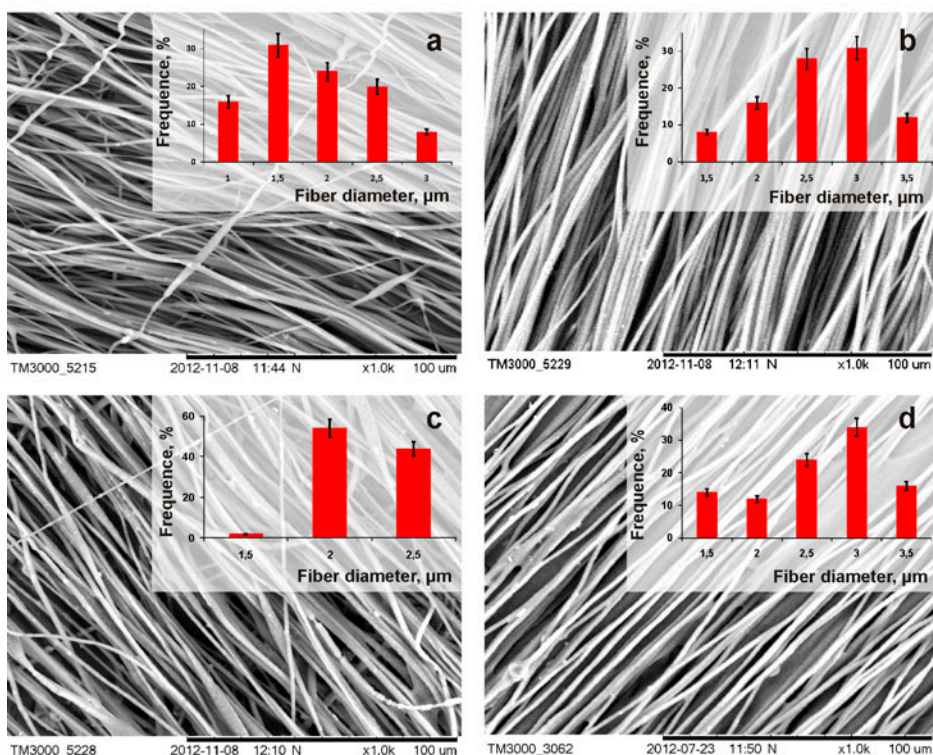 a
Frequence, %
30
20
10
0
1 1,5 2 2,5 3
Fiber diameter, µm
TM3000_5215 2012-11-08 11:44 N x1.0k 100 um
b
Frequence, %
30
20
10
0
1,5 2 2,5 3 3,5
Fiber diameter, µm
TM3000_5229 2012-11-08 12:11 N x1.0k 100 um
c
Frequence, %
60
40
20
0
1,5 2 2,5
Fiber diameter, µm
TM3000_5228 2012-11-08 12:10 N x1.0k 100 um
d
Frequence, %
40
30
20
10
0
1,5 2 2,5 3 3,5
Fiber diameter, µm
TM3000_3062 2012-07-23 11:50 N x1.0k 100 um